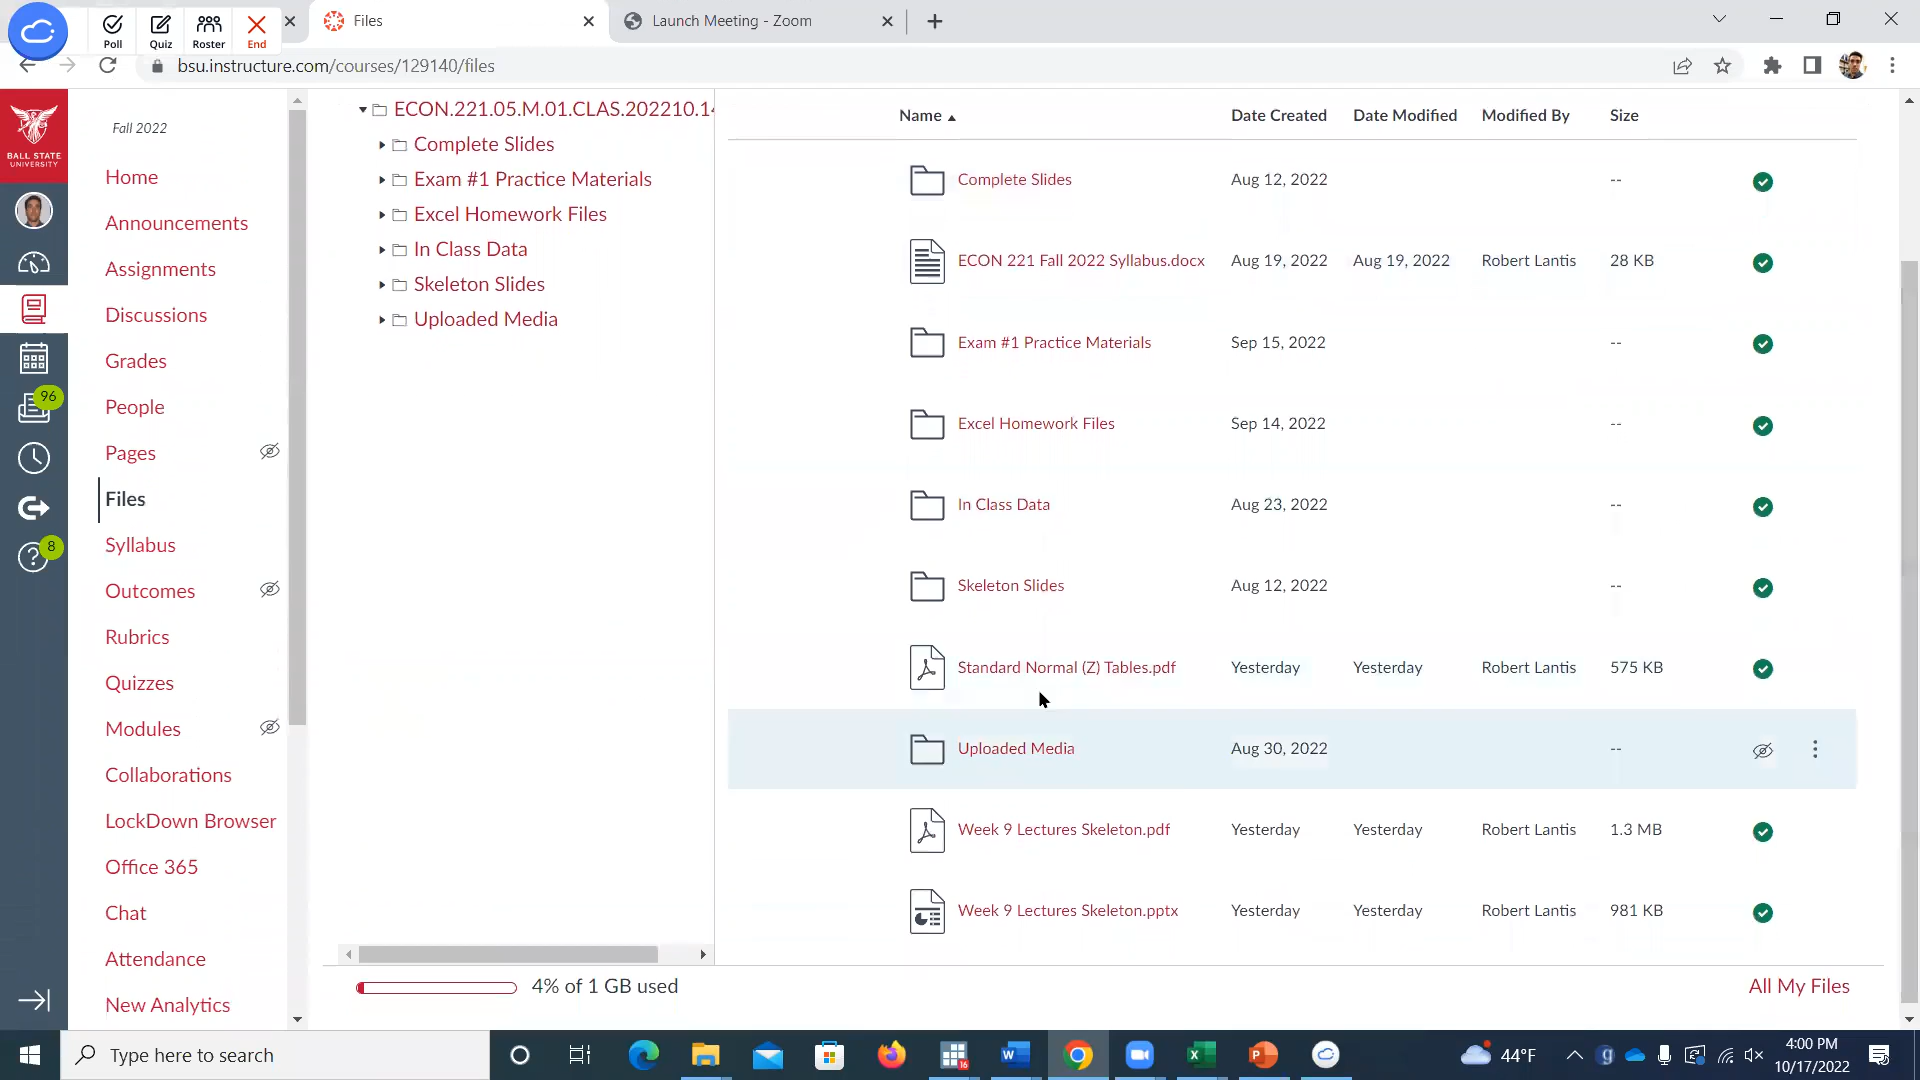 Poll
Quiz
Roster
End
Files
Launch Meeting - Zoom
bsu.instructure.com/courses/129140/files
BALL STATE
UNIVERSITY
96
8
Fall 2022
Home
Announcements
Assignments
Discussions
Grades
People
Pages
Files
Syllabus
Outcomes
Rubrics
Quizzes
Modules
Collaborations
LockDown Browser
Office 365
Chat
Attendance
New Analytics
ECON.221.05.M.01.CLAS.202210.14
Complete Slides
Exam #1 Practice Materials
Excel Homework Files
In Class Data
Skeleton Slides
Uploaded Media
Name Date Created Date Modified Modified By Size
Complete Slides Aug 12, 2022 --
ECON 221 Fall 2022 Syllabus.docx Aug 19, 2022 Aug 19, 2022 Robert Lantis 28 KB
Exam #1 Practice Materials Sep 15, 2022 --
Excel Homework Files Sep 14, 2022 --
In Class Data Aug 23, 2022 --
Skeleton Slides Aug 12, 2022 --
Standard Normal (Z) Tables.pdf Yesterday Yesterday Robert Lantis 575 KB
Uploaded Media Aug 30, 2022 --
Week 9 Lectures Skeleton.pdf Yesterday Yesterday Robert Lantis 1.3 MB
Week 9 Lectures Skeleton.pptx Yesterday Yesterday Robert Lantis 981 KB
4% of 1 GB used
All My Files
Type here to search
16
44°F
4:00 PM
10/17/2022